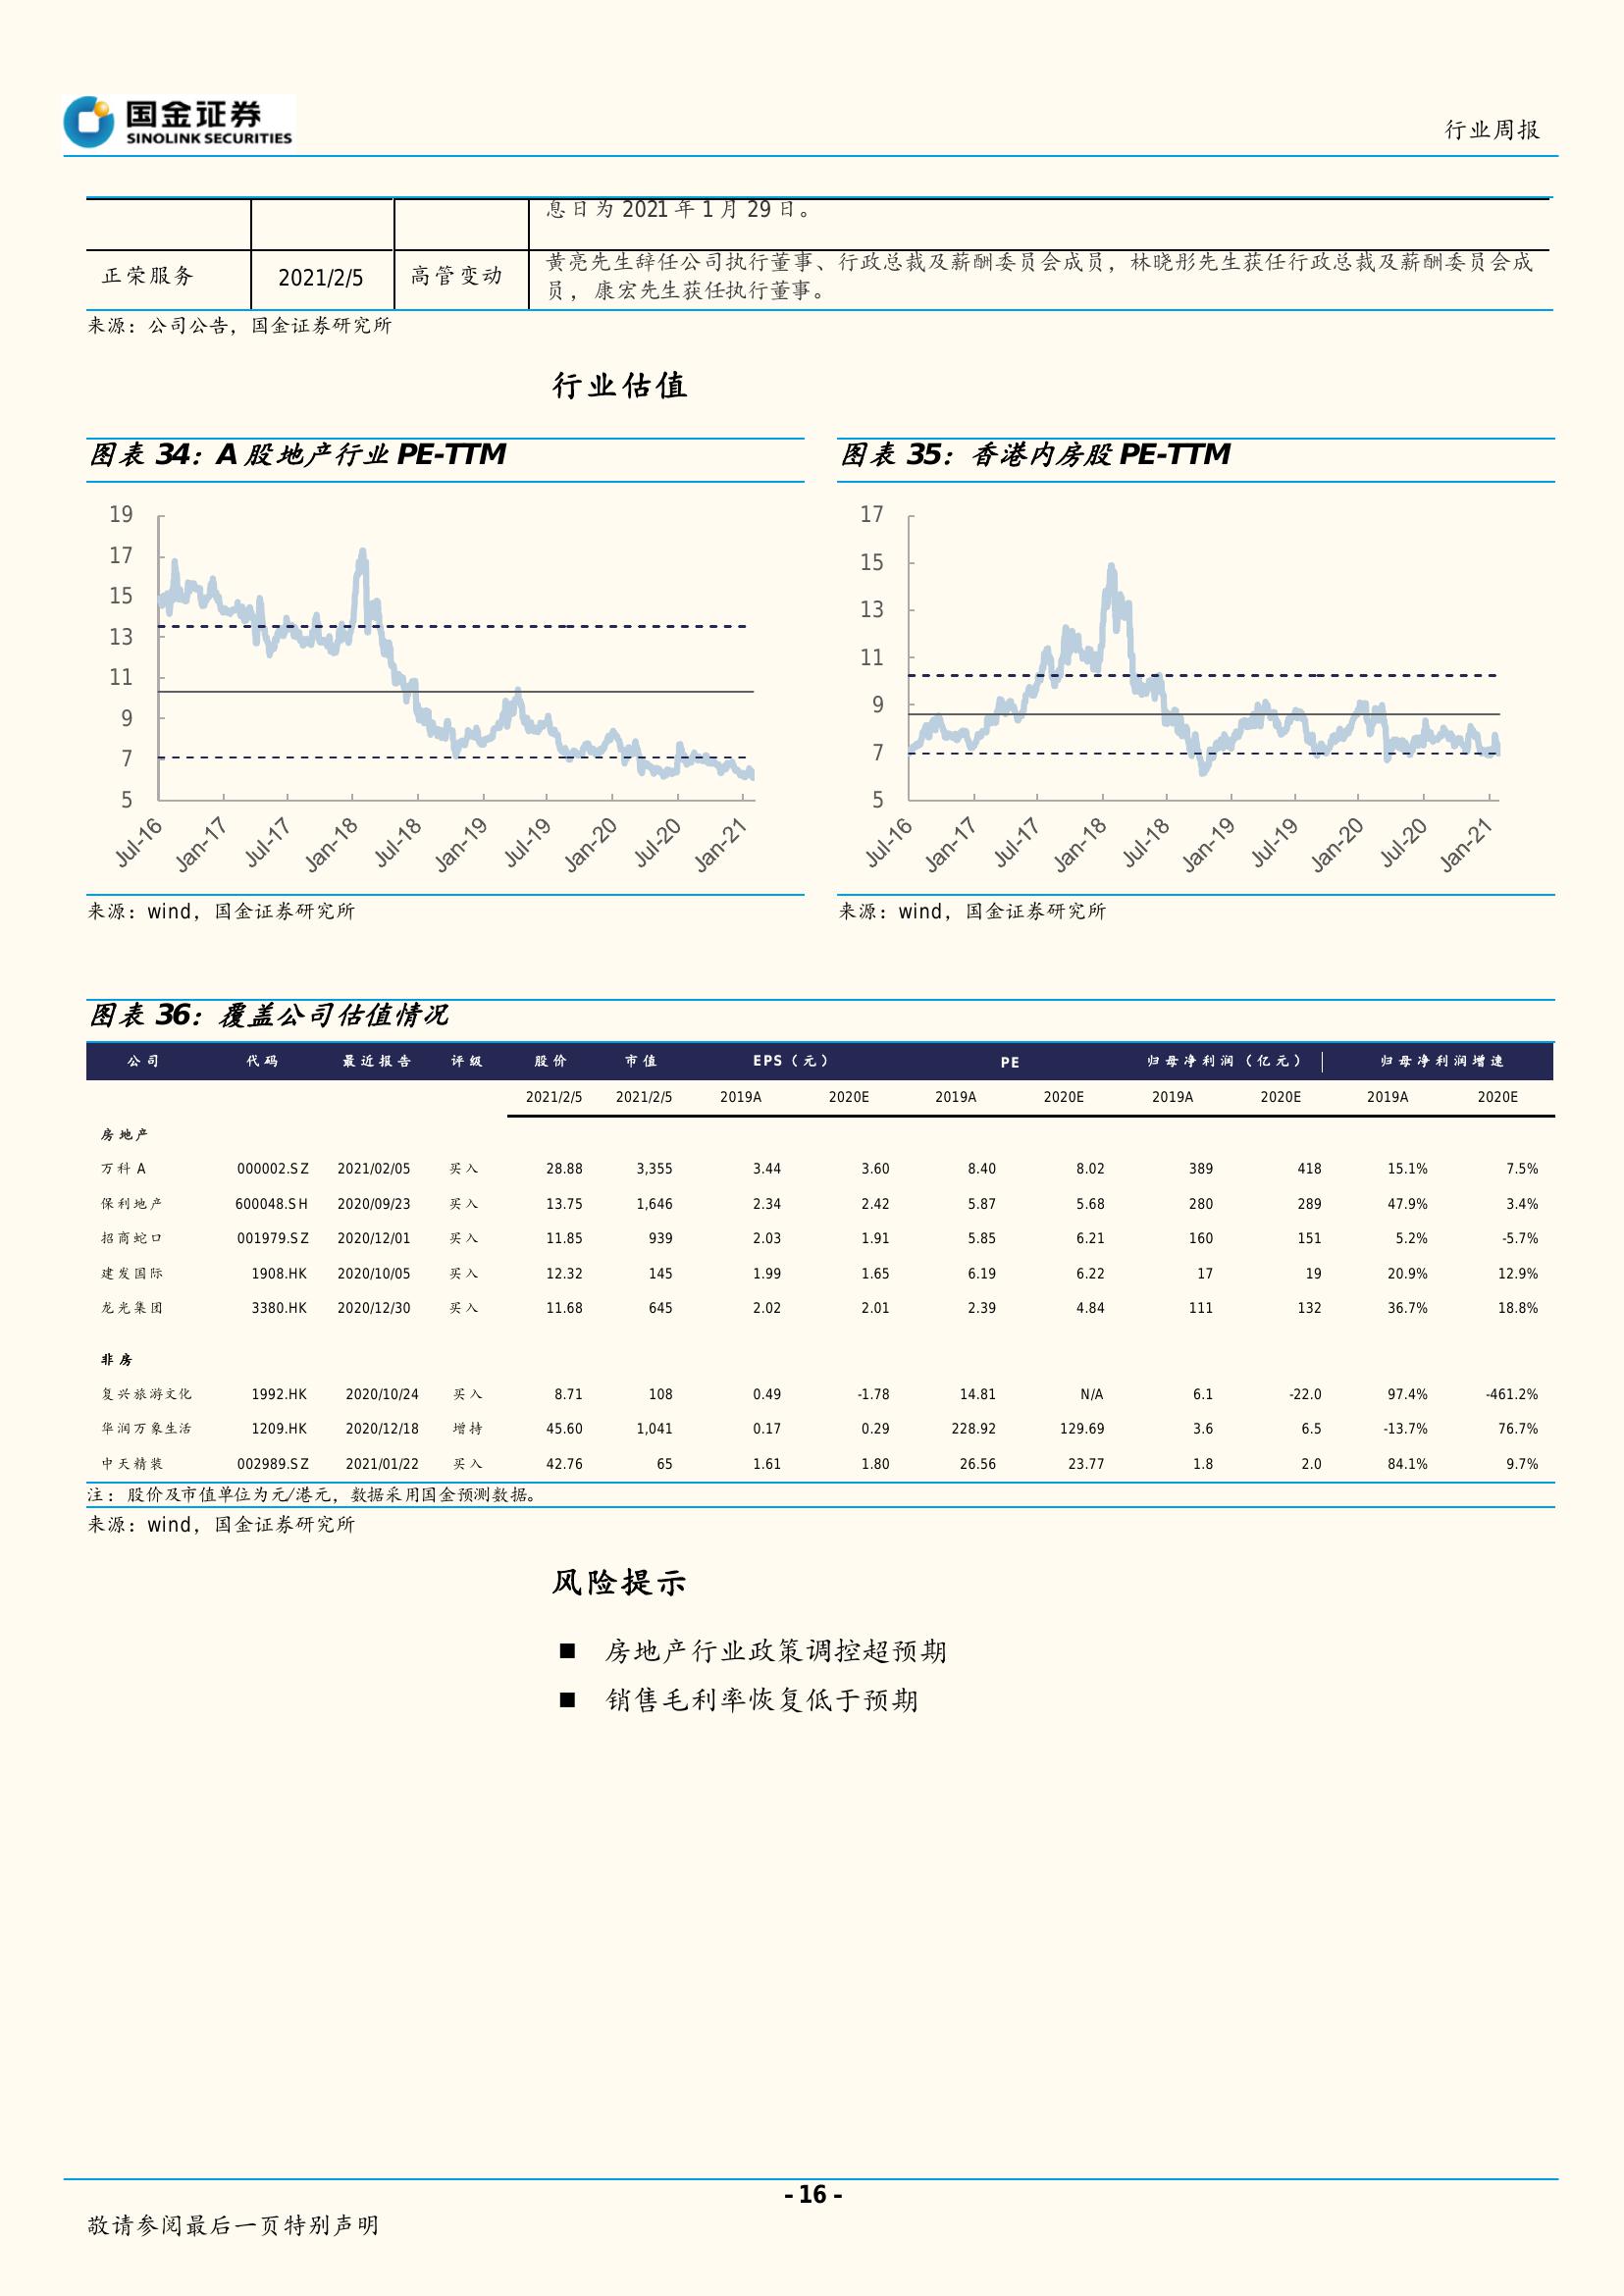 国金证券
SINOLINK SECURITIES
行业周报
息日为 2021 年 1 月 29 日。
正荣服务 2021/2/5 高管变动 黄亮先生辞任公司执行董事、行政总裁及薪酬委员会成员，林晓彤先生获任行政总裁及薪酬委员会成
员，康宏先生获任执行董事。
来源：公司公告，国金证券研究所
行业估值
图表 34：A 股地产行业 PE-TTM
19
17
15
13
11
9
7
5
Jul-16 Jan-17 Jul-17 Jan-18 Jul-18 Jan-19 Jul-19 Jan-20 Jul-20 Jan-21
来源：wind，国金证券研究所
图表 35：香港内房股 PE-TTM
17
15
13
11
9
7
5
Jul-16 Jan-17 Jul-17 Jan-18 Jul-18 Jan-19 Jul-19 Jan-20 Jul-20 Jan-21
来源：wind，国金证券研究所
图表 36：覆盖公司估值情况
公司 代码 最近报告 评级 股价 市值 EPS（元） PE 归母净利润（亿元） 归母净利润增速
2021/2/5 2021/2/5 2019A 2020E 2019A 2020E 2019A 2020E 2019A 2020E
房地产
万科 A 000002.SZ 2021/02/05 买入 28.88 3,355 3.44 3.60 8.40 8.02 389 418 15.1% 7.5%
保利地产 600048.SH 2020/09/23 买入 13.75 1,646 2.34 2.42 5.87 5.68 280 289 47.9% 3.4%
招商蛇口 001979.SZ 2020/12/01 买入 11.85 939 2.03 1.91 5.85 6.21 160 151 5.2% -5.7%
建发国际 1908.HK 2020/10/05 买入 12.32 145 1.99 1.65 6.19 6.22 17 19 20.9% 12.9%
龙光集团 3380.HK 2020/12/30 买入 11.68 645 2.02 2.01 2.39 4.84 111 132 36.7% 18.8%
非房
复兴旅游文化 1992.HK 2020/10/24 买入 8.71 108 0.49 -1.78 14.81 N/A 6.1 -22.0 97.4% -461.2%
华润万象生活 1209.HK 2020/12/18 增持 45.60 1,041 0.17 0.29 228.92 129.69 3.6 6.5 -13.7% 76.7%
中天精装 002989.SZ 2021/01/22 买入 42.76 65 1.61 1.80 26.56 23.77 1.8 2.0 84.1% 9.7%
注：股价及市值单位为元/港元，数据采用国金预测数据。
来源：wind，国金证券研究所
风险提示
■ 房地产行业政策调控超预期
■ 销售毛利率恢复低于预期
- 16 -
敬请参阅最后一页特别声明